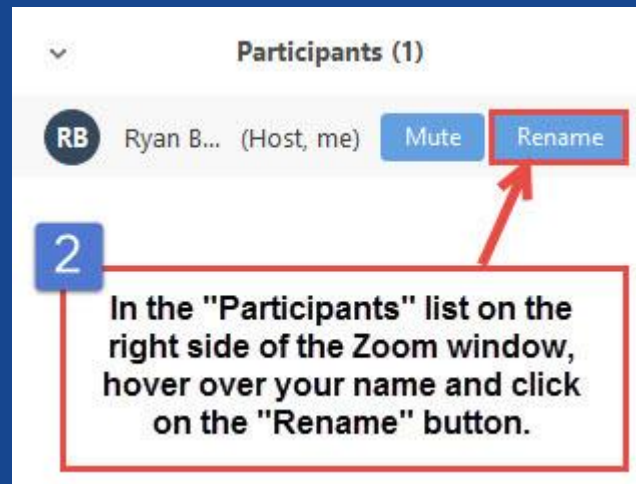 Participants (1)
RB Ryan B... (Host, me) Mute Rename
2
In the "Participants" list on the
right side of the Zoom window,
hover over your name and click
on the "Rename" button.